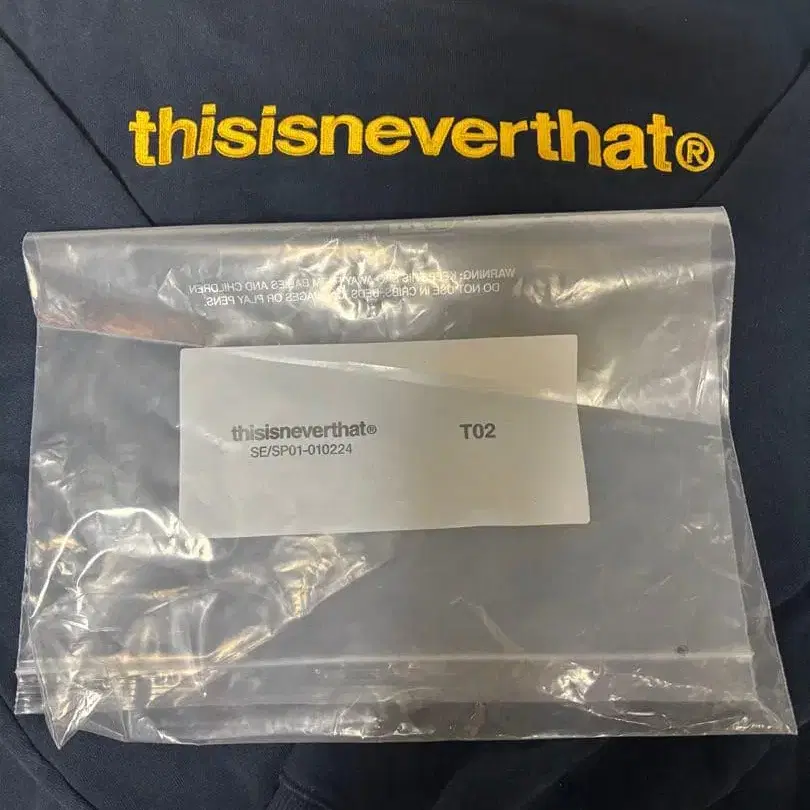 thisisneverthat®
WARNING: KEEP THIS BAG AWAY FROM BABIES AND CHILDREN
DO NOT USE IN CRIBS, BEDS, CARRIAGES OR PLAY PENS.
thisisneverthat® T02
SE/SP01-010224